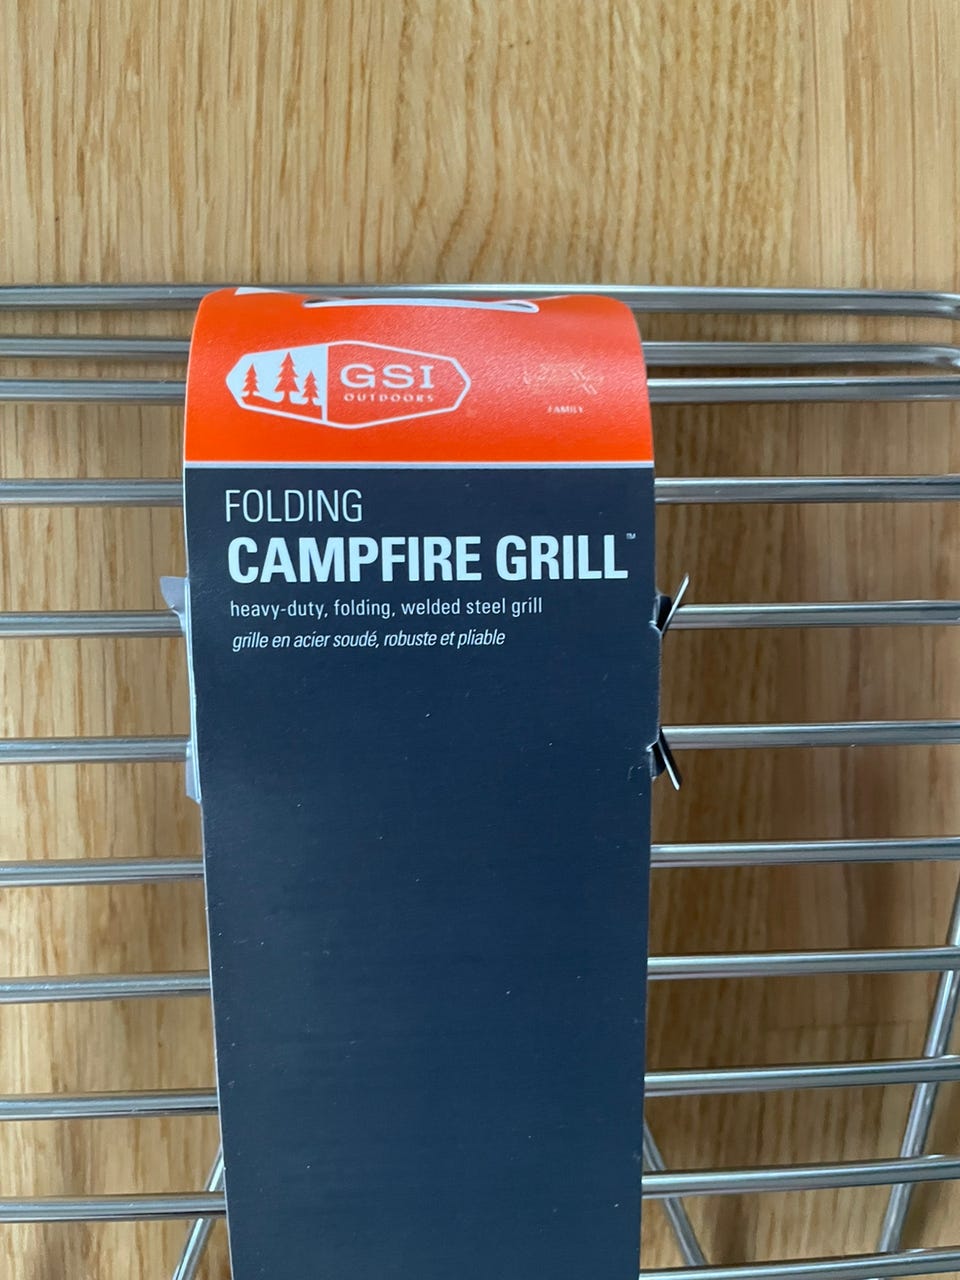 GSI
OUTDOORS
FAMILY
FOLDING
CAMPFIRE GRILL™
heavy-duty, folding, welded steel grill
grille en acier soudé, robuste et pliable